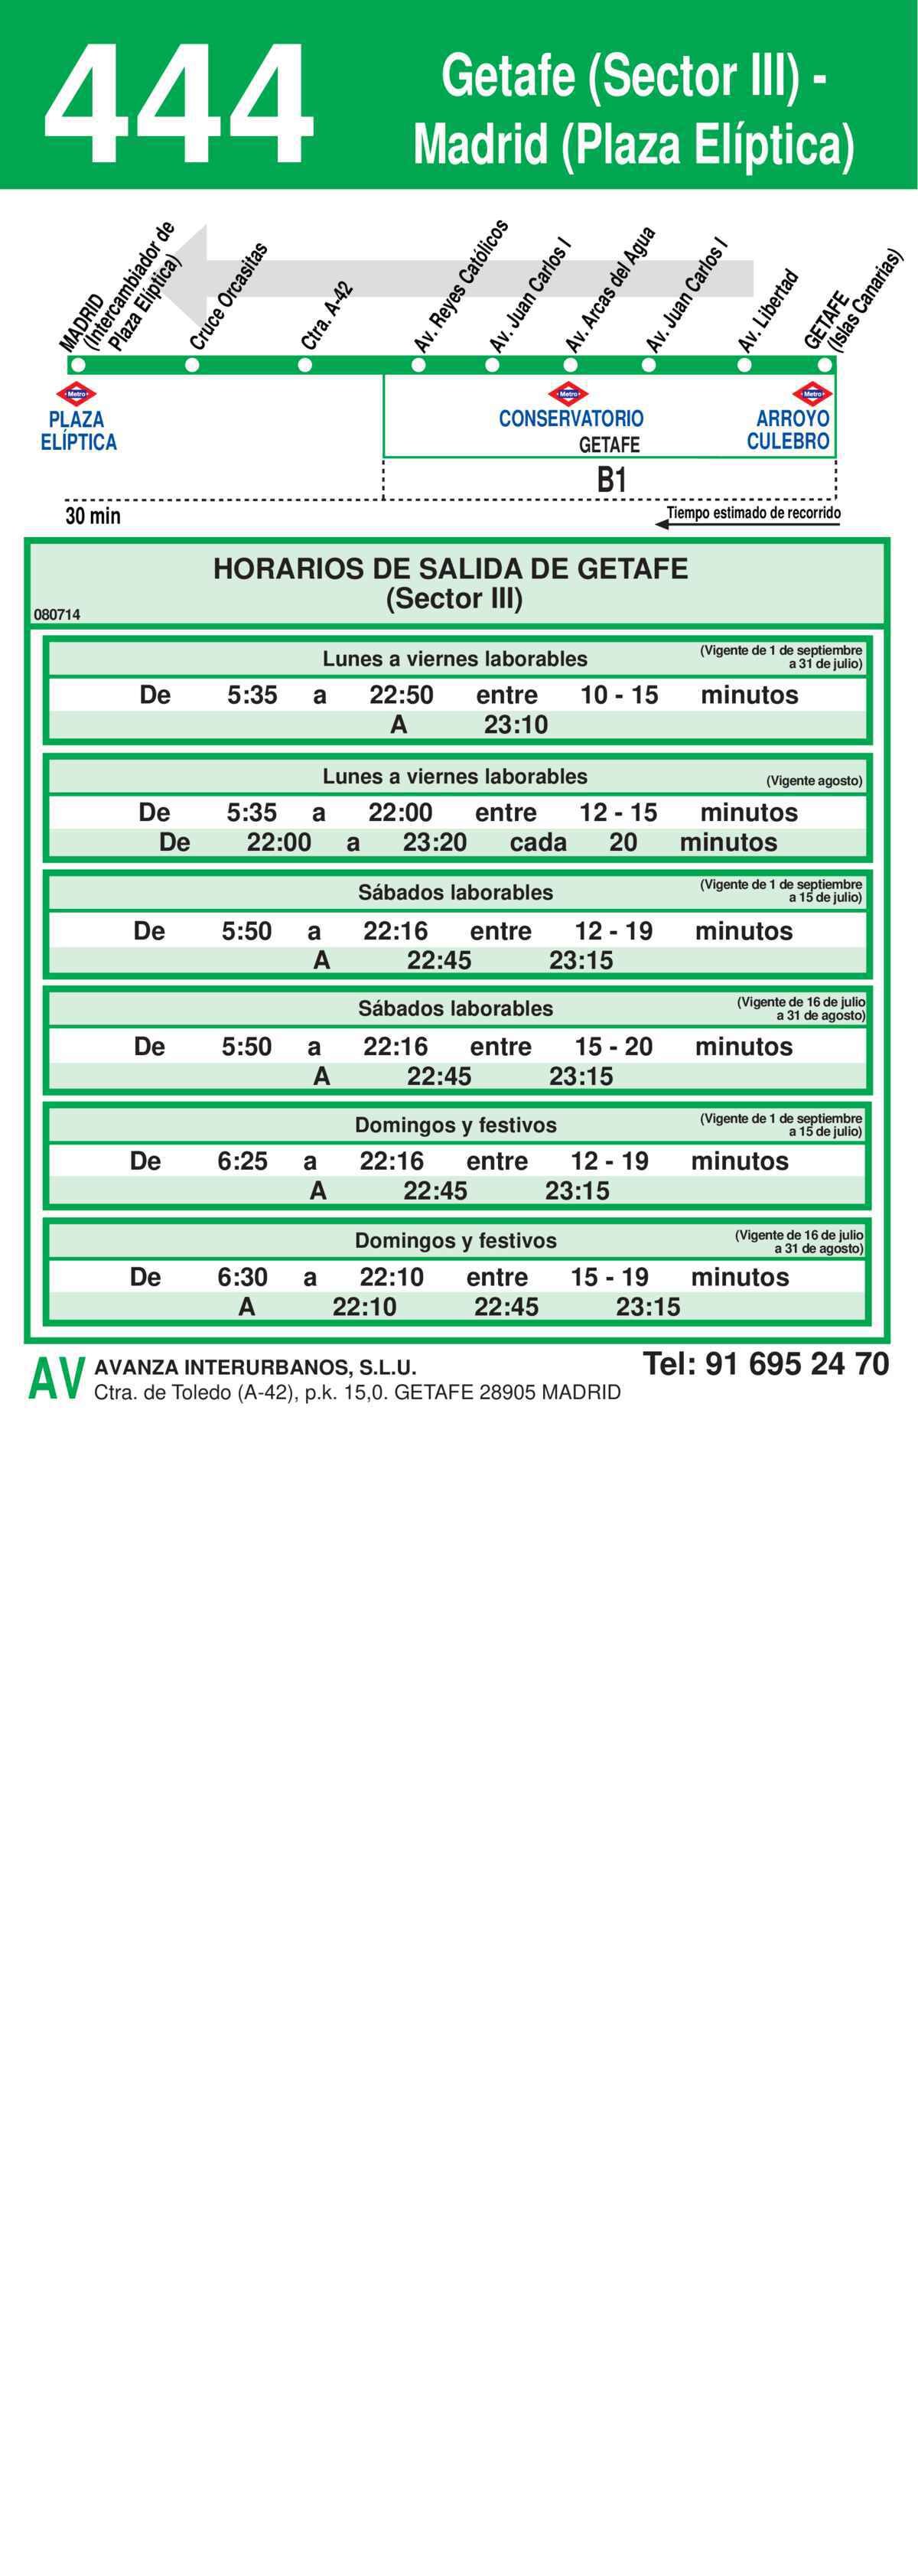 444
Getafe (Sector III) -
Madrid (Plaza Elíptica)
MADRID
(Intercambiador de
Plaza Elíptica)
Cruce Orcasitas
Ctra. A-42
Av. Reyes Católicos
Av. Juan Carlos I
Av. Arcas del Agua
Av. Juan Carlos I
Av. Libertad
GETAFE
(Islas Canarias)
Metro
PLAZA
ELÍPTICA
Metro
CONSERVATORIO
GETAFE
Metro
ARROYO
CULEBRO
B1
30 min
Tiempo estimado de recorrido
HORARIOS DE SALIDA DE GETAFE
(Sector III)
080714
Lunes a viernes laborables
(Vigente de 1 de septiembre
a 31 de julio)
De 5:35 a 22:50 entre 10 - 15 minutos
A 23:10
Lunes a viernes laborables
(Vigente agosto)
De 5:35 a 22:00 entre 12 - 15 minutos
De 22:00 a 23:20 cada 20 minutos
Sábados laborables
(Vigente de 1 de septiembre
a 15 de julio)
De 5:50 a 22:16 entre 12 - 19 minutos
A 22:45 23:15
Sábados laborables
(Vigente de 16 de julio
a 31 de agosto)
De 5:50 a 22:16 entre 15 - 20 minutos
A 22:45 23:15
Domingos y festivos
(Vigente de 1 de septiembre
a 15 de julio)
De 6:25 a 22:16 entre 12 - 19 minutos
A 22:45 23:15
Domingos y festivos
(Vigente de 16 de julio
a 31 de agosto)
De 6:30 a 22:10 entre 15 - 19 minutos
A 22:10 22:45 23:15
AV
AVANZA INTERURBANOS, S.L.U.
Tel: 91 695 24 70
Ctra. de Toledo (A-42), p.k. 15,0. GETAFE 28905 MADRID